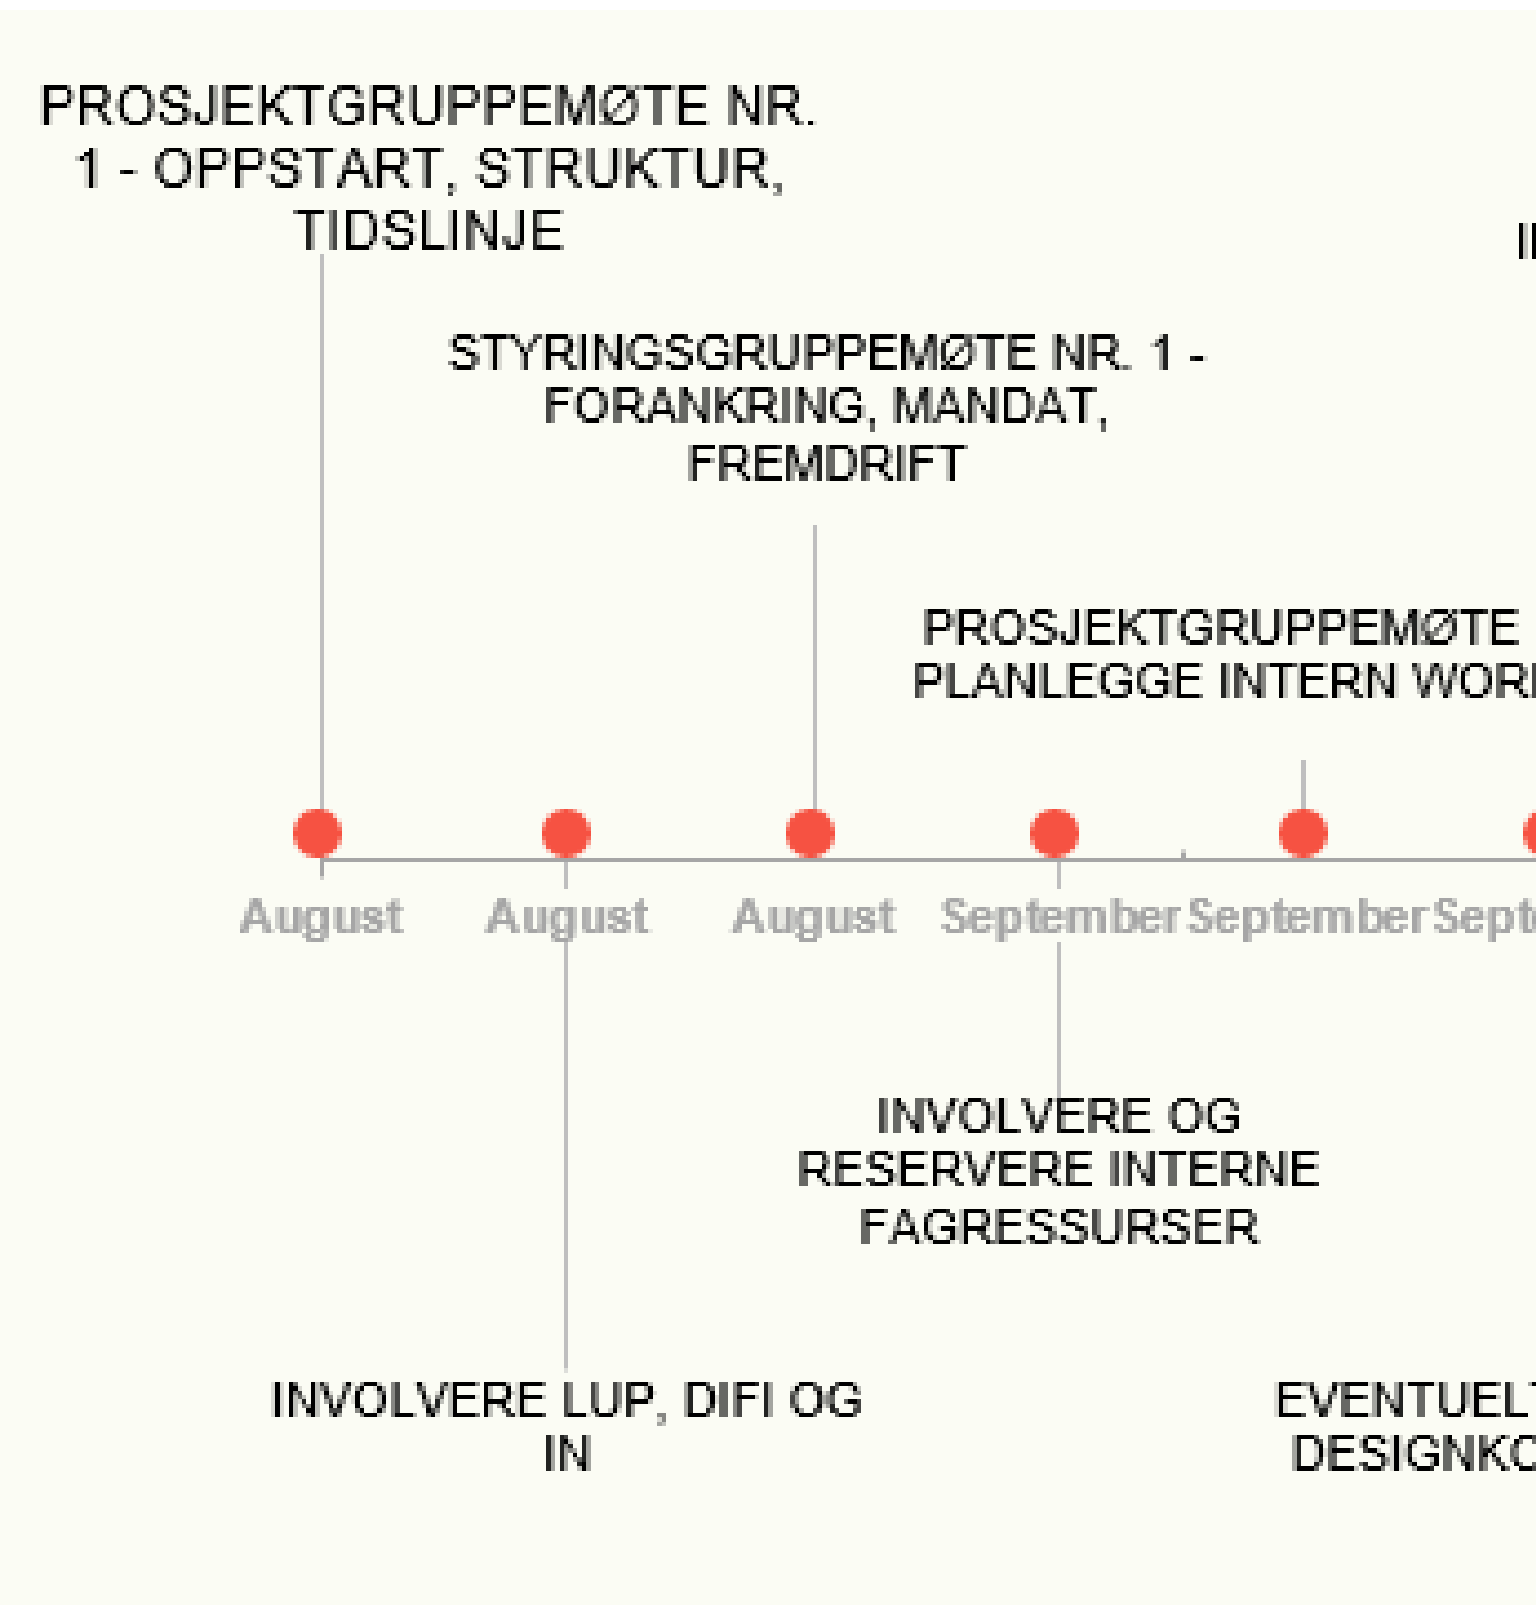 PROSJEKTGRUPPEMØTE NR.
1 - OPPSTART, STRUKTUR,
TIDSLINJE
STYRINGSGRUPPEMØTE NR. 1 -
FORANKRING, MANDAT,
FREMDRIFT
PROSJEKTGRUPPEMØTE
PLANLEGGE INTERN
August August August September September
INVOLVERE OG
RESERVERE INTERNE
FAGRESSURSER
INVOLVERE LUP, DIFI OG
IN